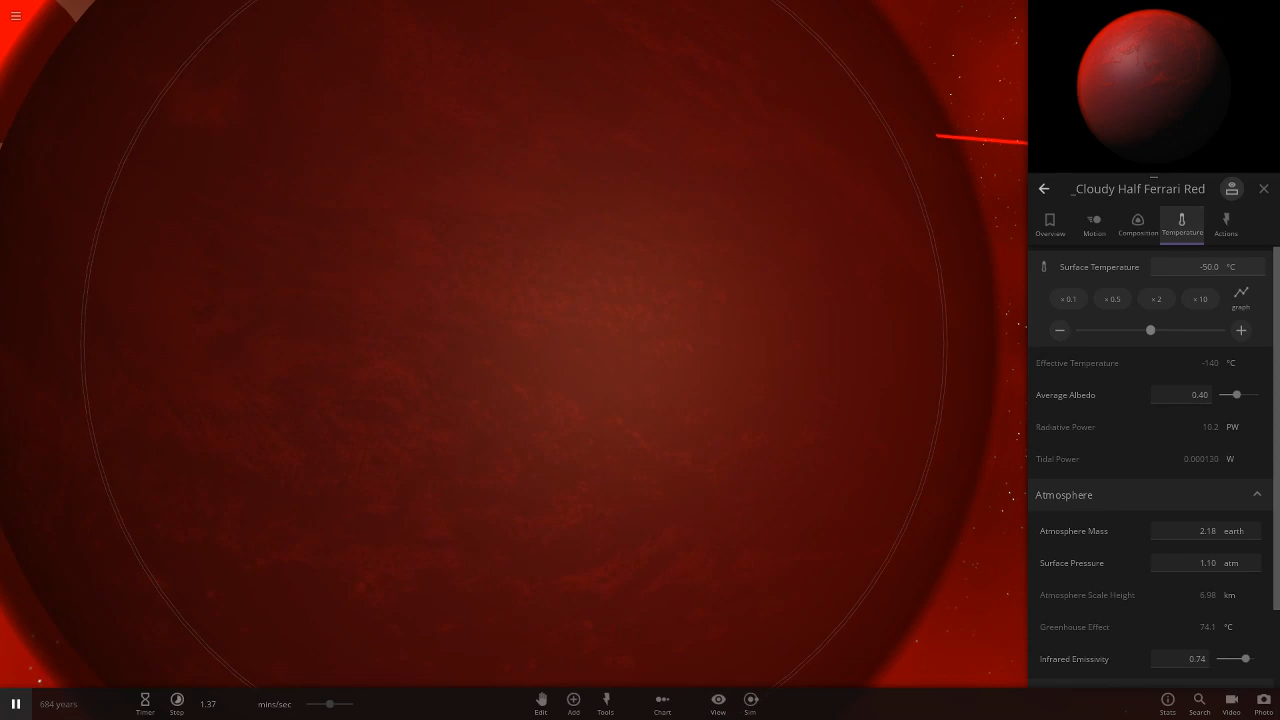 _Cloudy Half Ferrari Red
Overview Motion Composition Temperature Actions
Surface Temperature -50.0 °C
× 0.1 × 0.5 × 2 × 10 graph
Effective Temperature -140 °C
Average Albedo 0.40
Radiative Power 10.2 PW
Tidal Power 0.000130 W
Atmosphere
Atmosphere Mass 2.18 earth
Surface Pressure 1.10 atm
Atmosphere Scale Height 6.98 km
Greenhouse Effect 74.1 °C
Infrared Emissivity 0.74
684 years Timer Step 1.37 mins/sec Edit Add Tools Chart View Sim Stats Search Video Photo